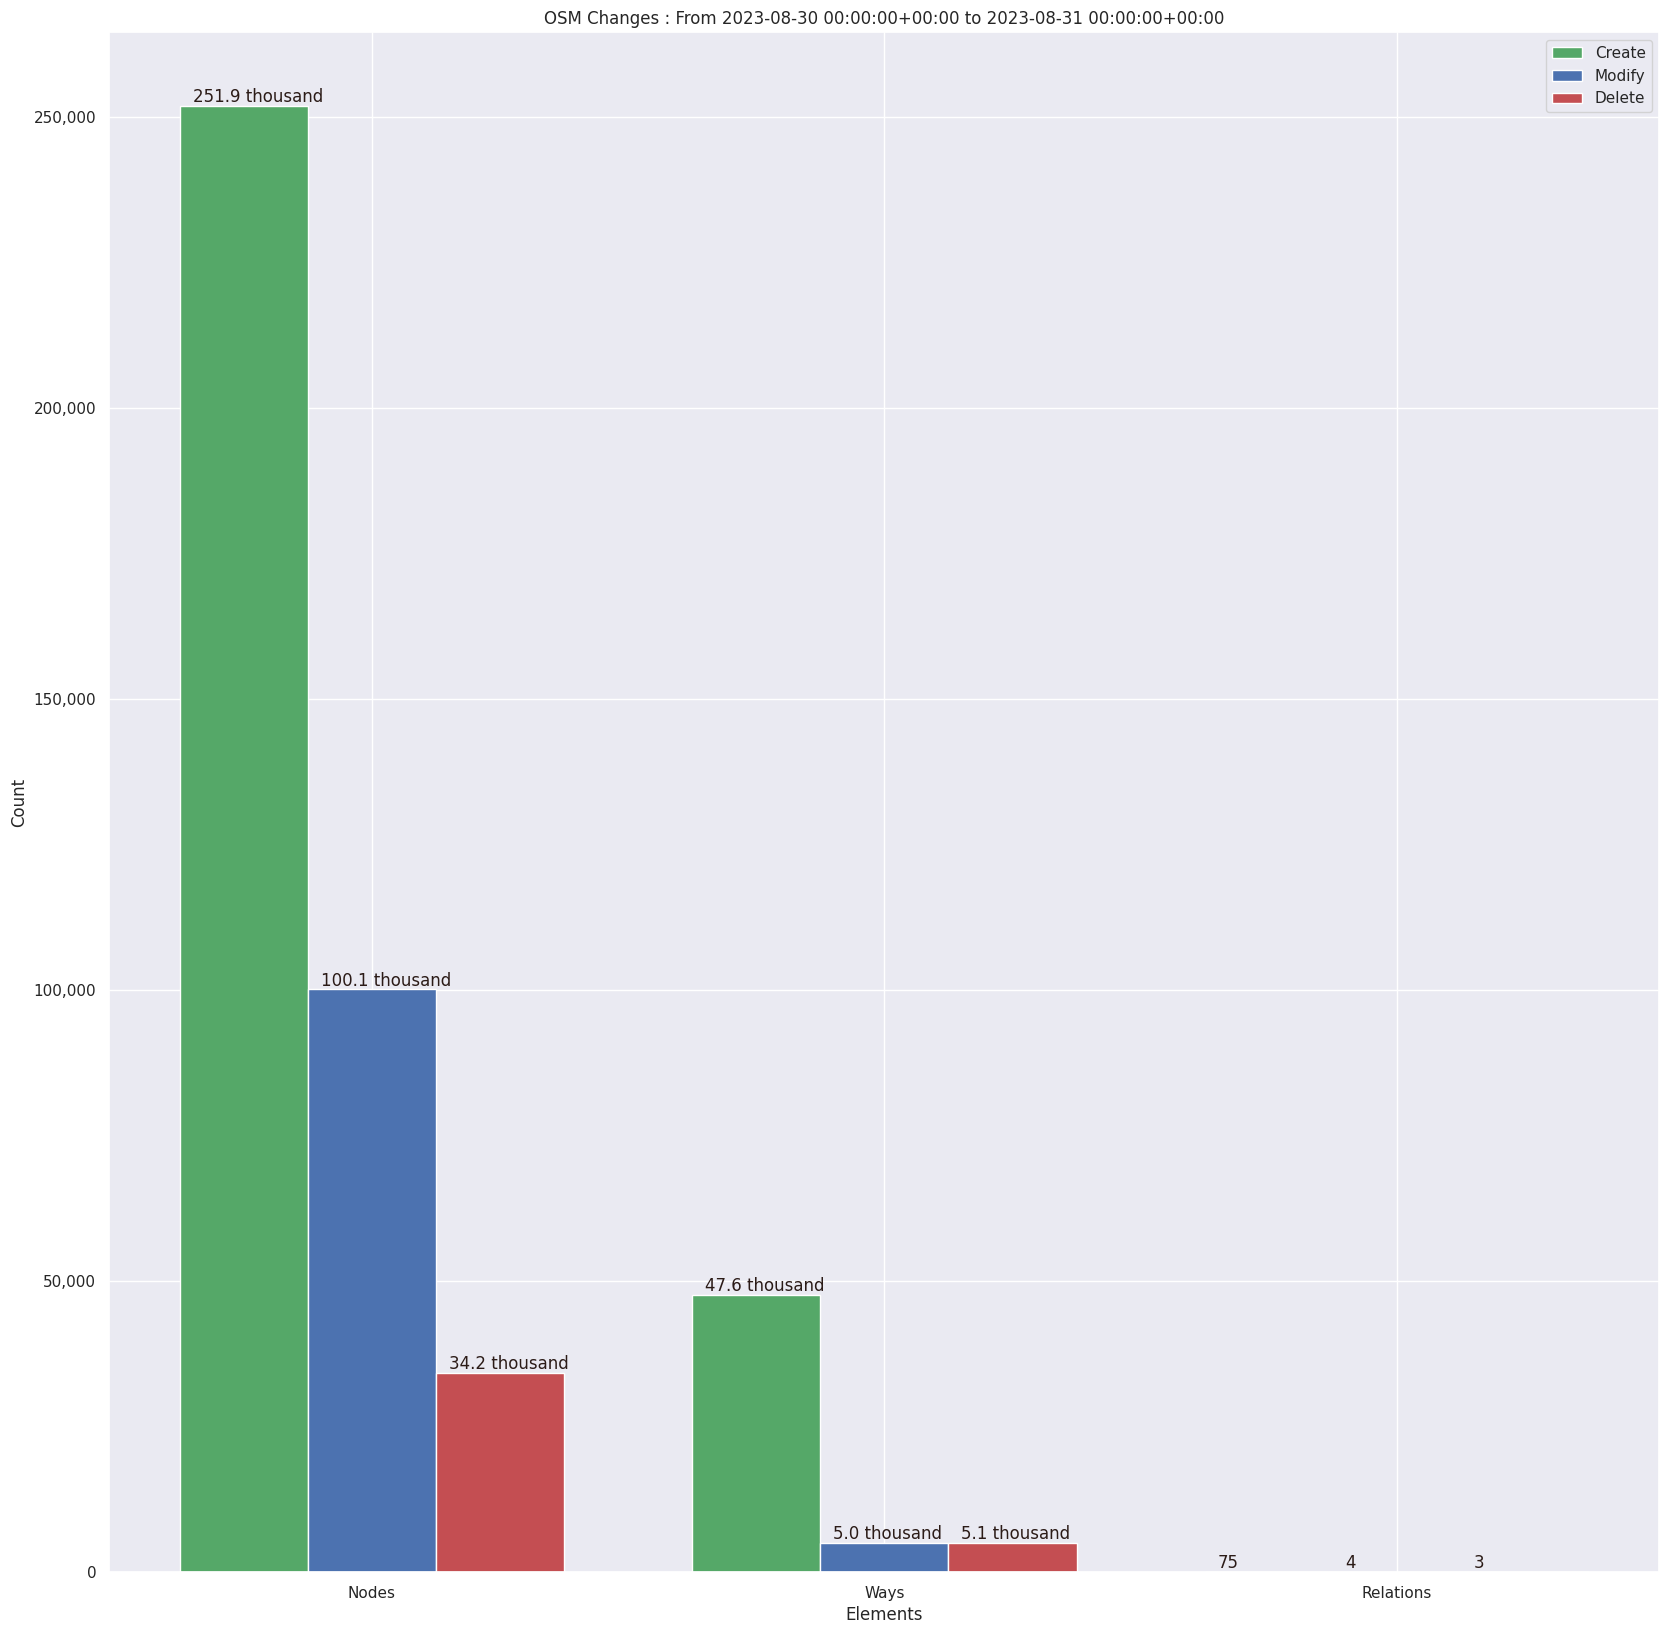 OSM Changes : From 2023-08-30 00:00:00+00:00 to 2023-08-31 00:00:00+00:00
Create
Modify
Delete
251.9 thousand
250,000
200,000
150,000
100.1 thousand
100,000
Count
47.6 thousand
50,000
34.2 thousand
5.0 thousand
5.1 thousand
75
4
3
0
Nodes
Ways
Relations
Elements